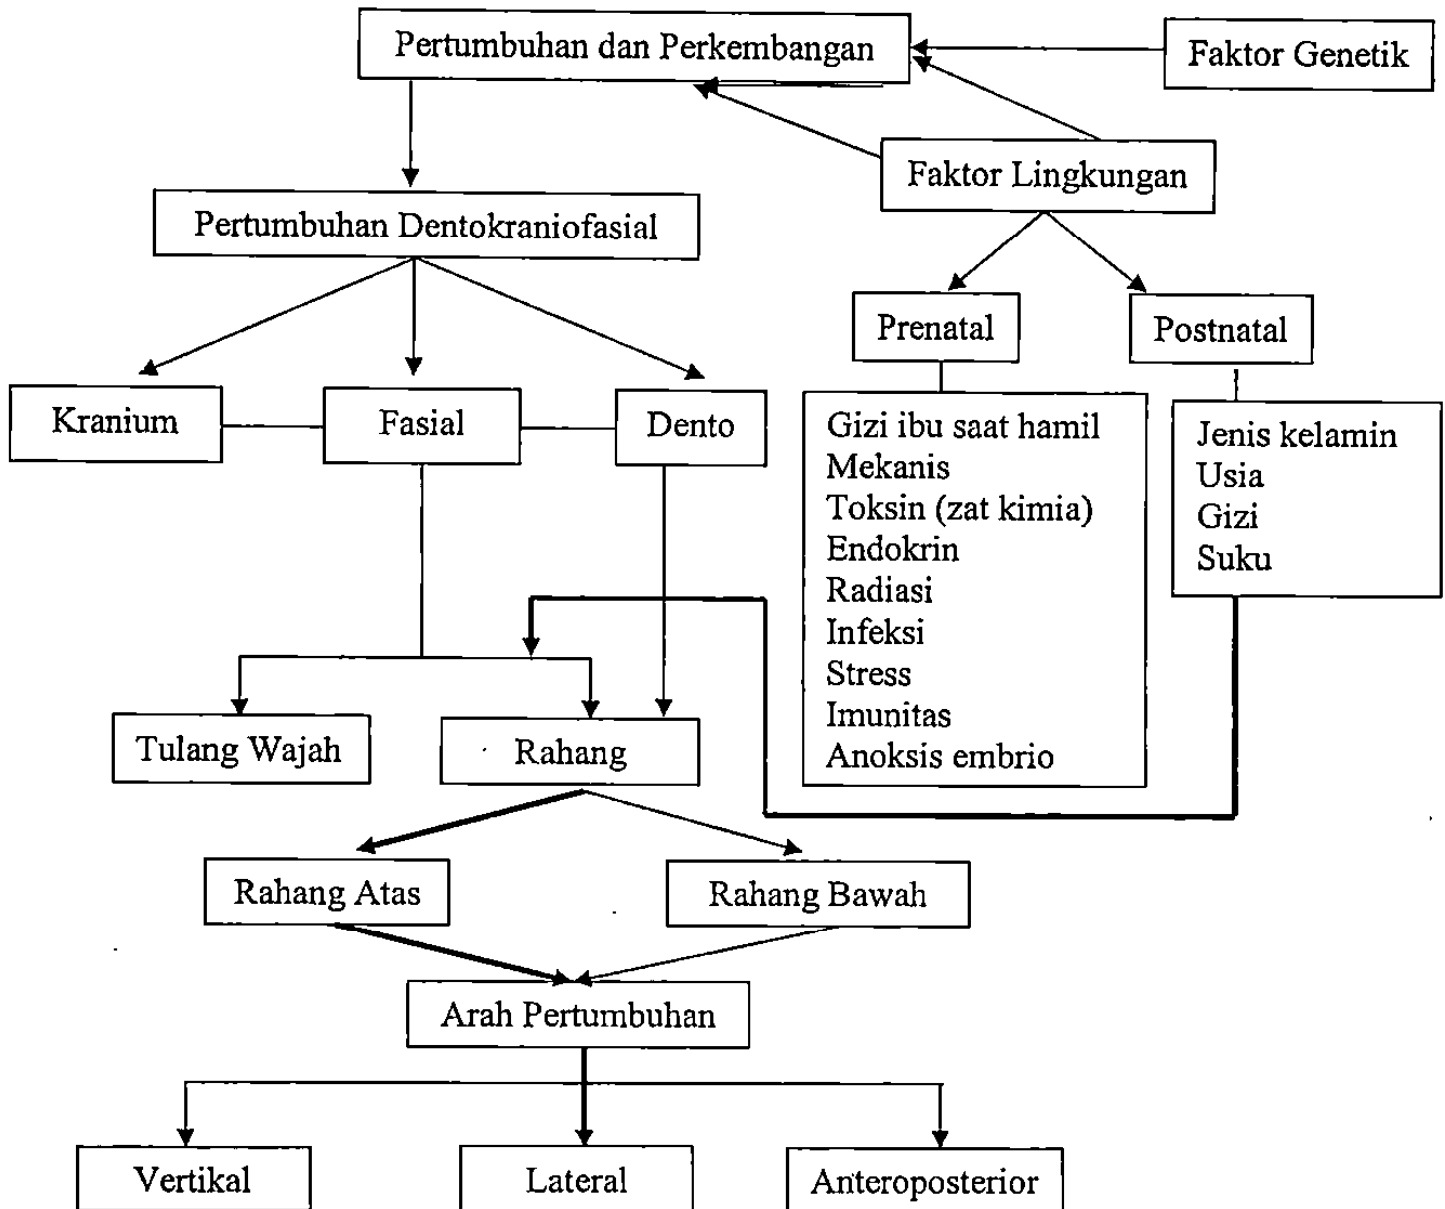 Pertumbuhan dan Perkembangan
Faktor Genetik
Faktor Lingkungan
Pertumbuhan Dentokraniofasial
Prenatal
Postnatal
Kranium
Fasial
Dento
Gizi ibu saat hamil
Mekanis
Toksin (zat kimia)
Endokrin
Radiasi
Infeksi
Stress
Imunitas
Anoksis embrio
Jenis kelamin
Usia
Gizi
Suku
Tulang Wajah
Rahang
Rahang Atas
Rahang Bawah
Arah Pertumbuhan
Vertikal
Lateral
Anteroposterior